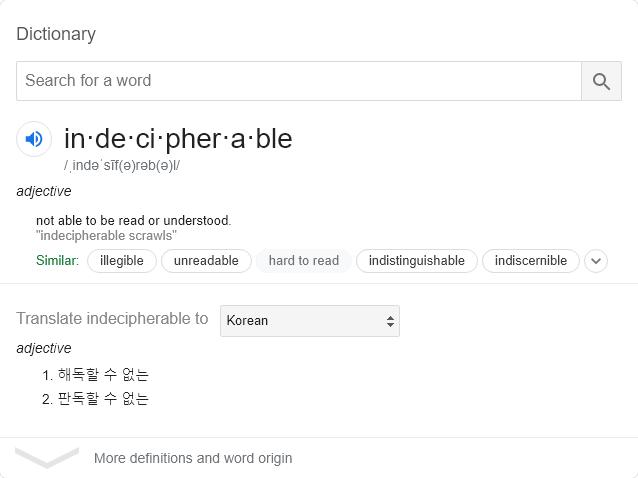 Dictionary
Search for a word
in·de·ci·pher·a·ble
/ˌindəˈsīf(ə)rəb(ə)l/
adjective
not able to be read or understood.
"indecipherable scrawls"
Similar: illegible unreadable hard to read indistinguishable indiscernible
Translate indecipherable to Korean
adjective
1. 해독할 수 없는
2. 판독할 수 없는
More definitions and word origin